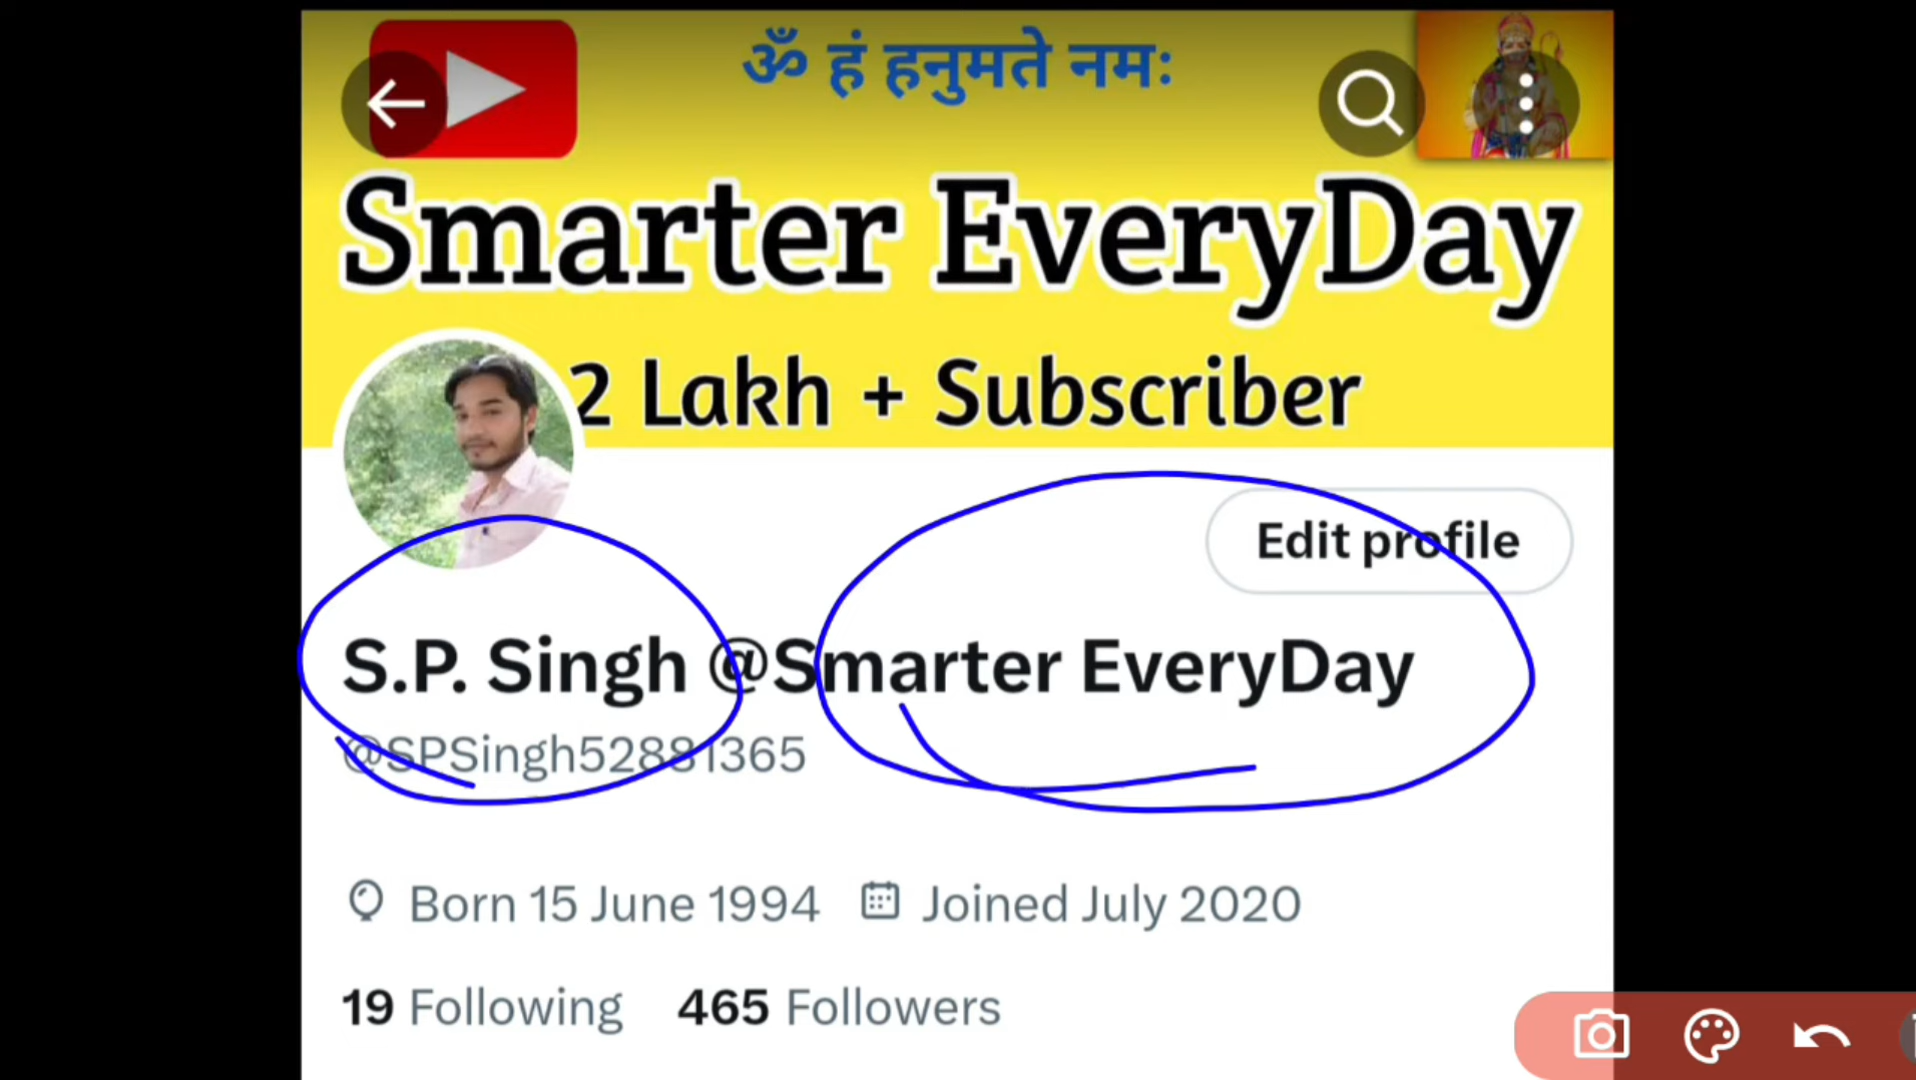 ॐ हं हनुमते नमः
Smarter EveryDay
2 Lakh + Subscriber
Edit profile
S.P. Singh @Smarter EveryDay
@SPSingh52881365
Born 15 June 1994 Joined July 2020
19 Following 465 Followers